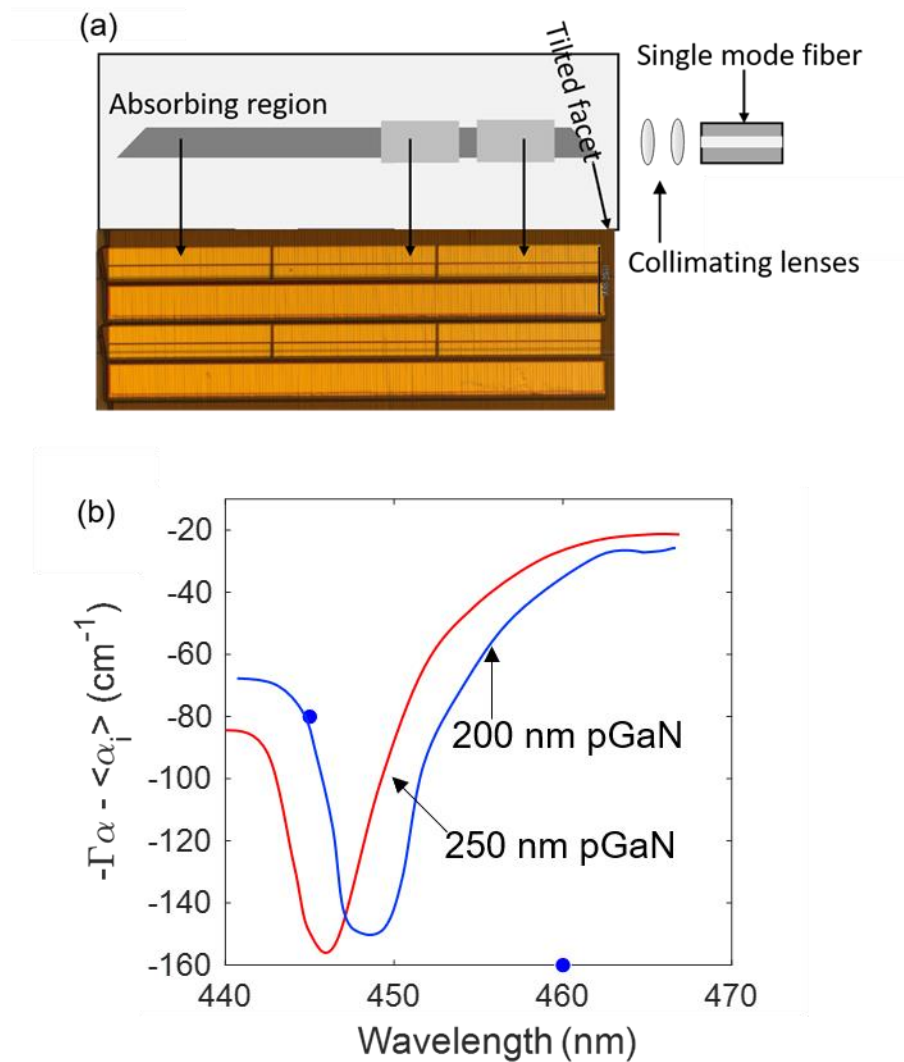 (a)
Tilted facet
Single mode fiber
Absorbing region
Collimating lenses
(b)
-20
-40
-60
-80
-100
-120
-140
-160
-Γα - <α_i> (cm⁻¹)
200 nm pGaN
250 nm pGaN
440 450 460 470
Wavelength (nm)